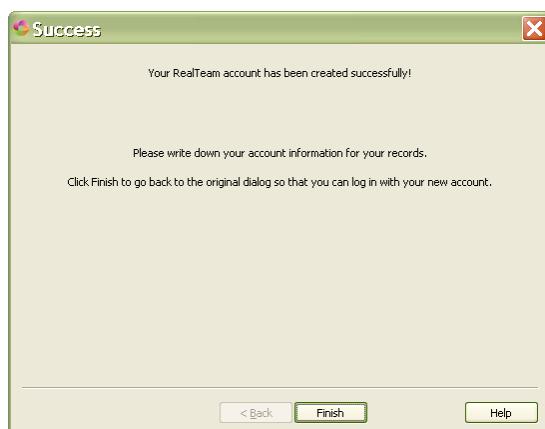 Success
Your RealTeam account has been created successfully!
Please write down your account information for your records.
Click Finish to go back to the original dialog so that you can log in with your new account.
< Back Finish Help